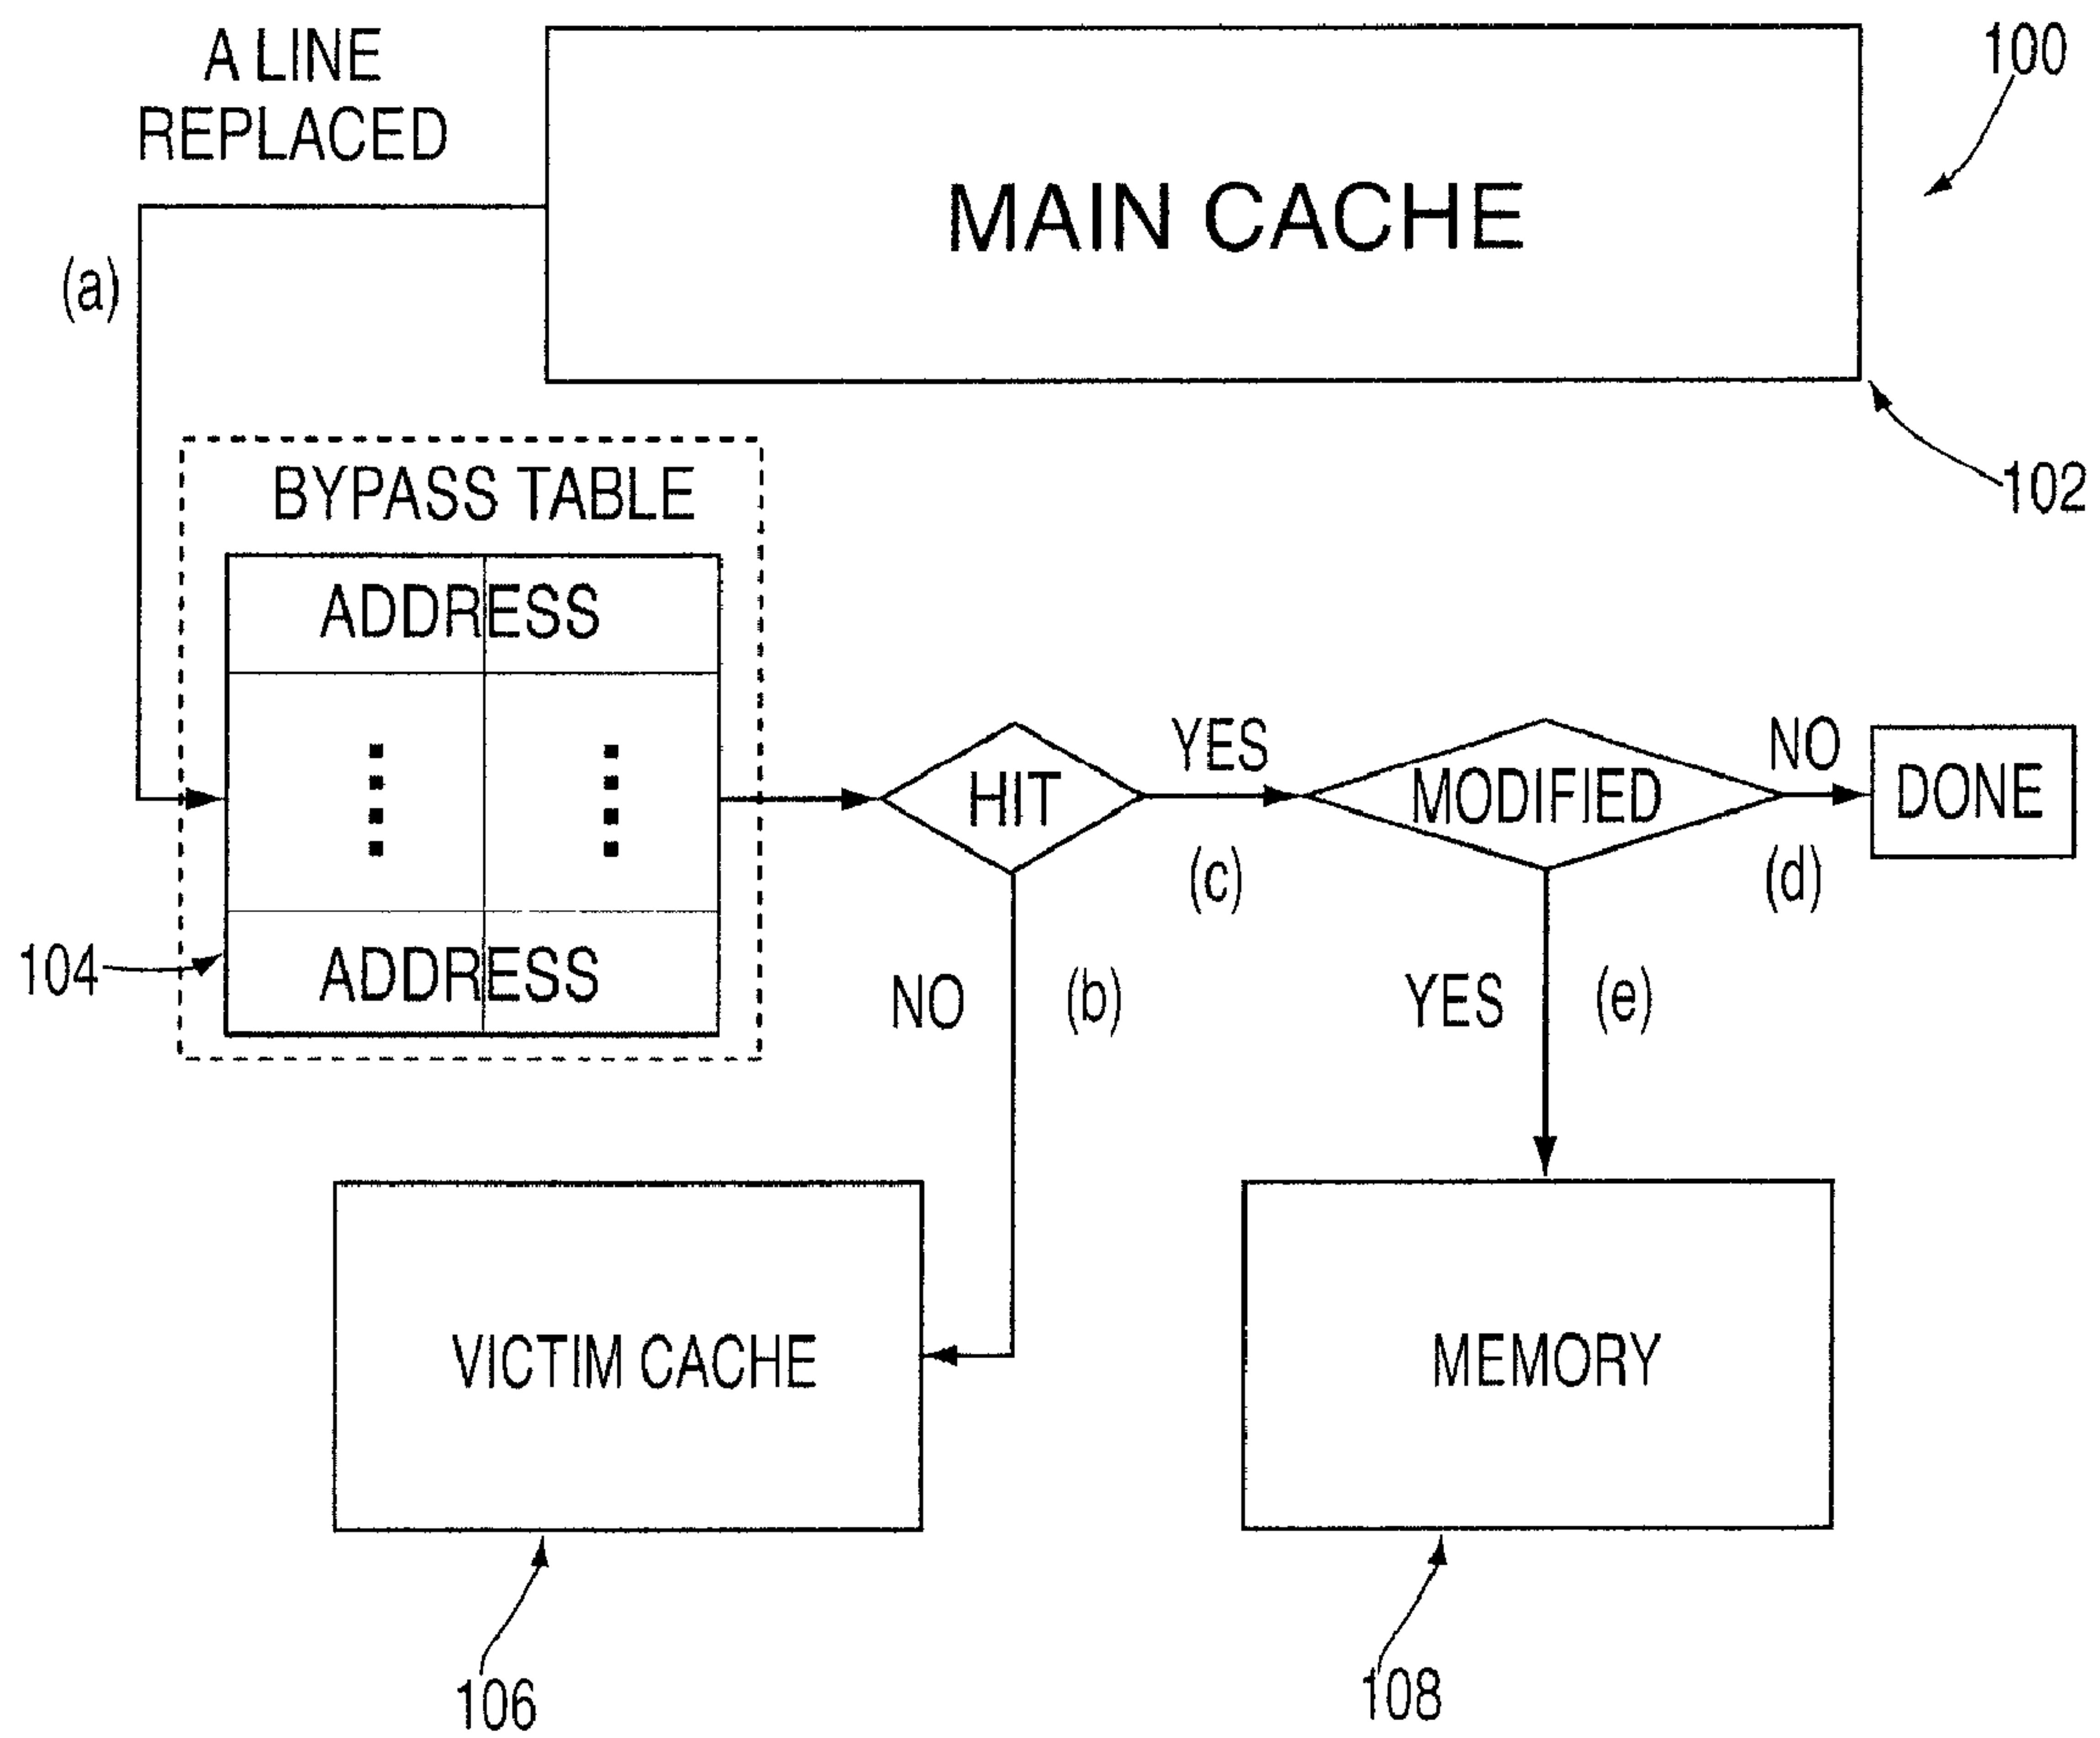 A LINE
REPLACED
MAIN CACHE
100
(a)
102
BYPASS TABLE
ADDRESS
ADDRESS
104
HIT
YES
(c)
MODIFIED
NO
(d)
DONE
NO
(b)
YES
(e)
VICTIM CACHE
MEMORY
106
108